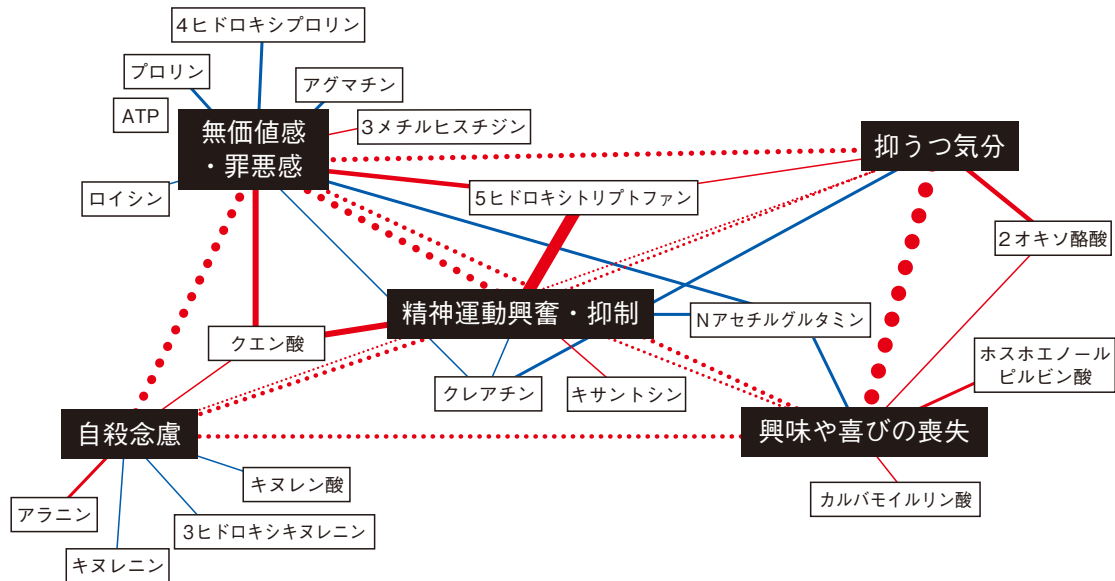 4ヒドロキシプロリン
プロリン
アグマチン
ATP
3メチルヒスチジン
無価値感
・罪悪感
抑うつ気分
ロイシン
5ヒドロキシトリプトファン
2オキソ酪酸
精神運動興奮・抑制
Nアセチルグルタミン
クエン酸
ホスホエノール
ピルビン酸
クレアチン
キサントシン
自殺念慮
興味や喜びの喪失
キヌレン酸
カルバモイルリン酸
アラニン
3ヒドロシキヌレニン
キヌレニン